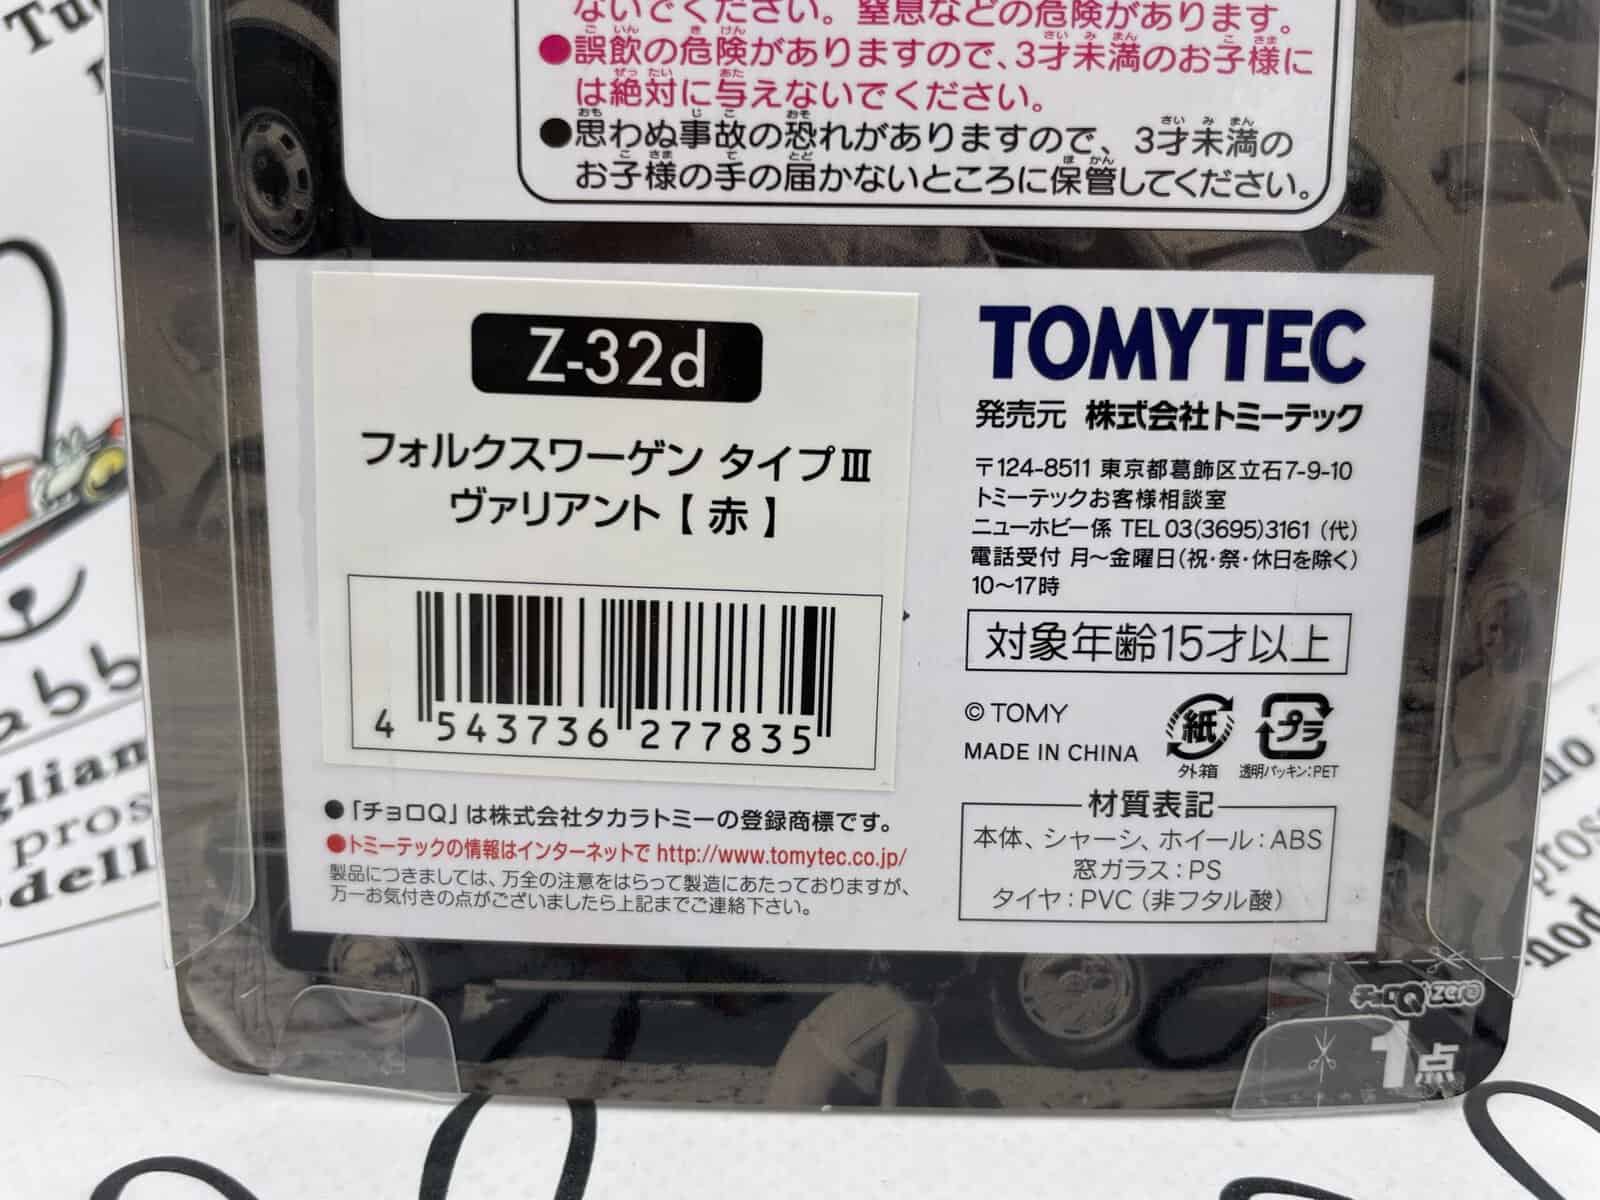 ないでください。窒息などの危険があります。
●誤飲の危険がありますので、3才未満のお子様に
は絶対に与えないでください。
●思わぬ事故の恐れがありますので、3才未満の
お子様の手の届かないところに保管してください。
Z-32d
フォルクスワーゲン タイプⅢ
ヴァリアント【赤】
4 543736 277835
TOMYTEC
発売元 株式会社トミーテック
〒124-8511 東京都葛飾区立石7-9-10
トミーテックお客様相談室
ニューホビー係 TEL 03(3695)3161（代）
電話受付 月～金曜日(祝・祭・休日を除く)
10～17時
対象年齢15才以上
© TOMY
MADE IN CHINA
紙
外箱
プラ
透明パッキン:PET
材質表記
本体、シャーシ、ホイール:ABS
窓ガラス:PS
タイヤ:PVC（非フタル酸）
●「チョロQ」は株式会社タカラトミーの登録商標です。
●トミーテックの情報はインターネットで http://www.tomytec.co.jp/
製品につきましては、万全の注意をはらって製造にあたっておりますが、
万一お気付きの点がございましたら上記までご連絡下さい。
チョロQ zero
1点